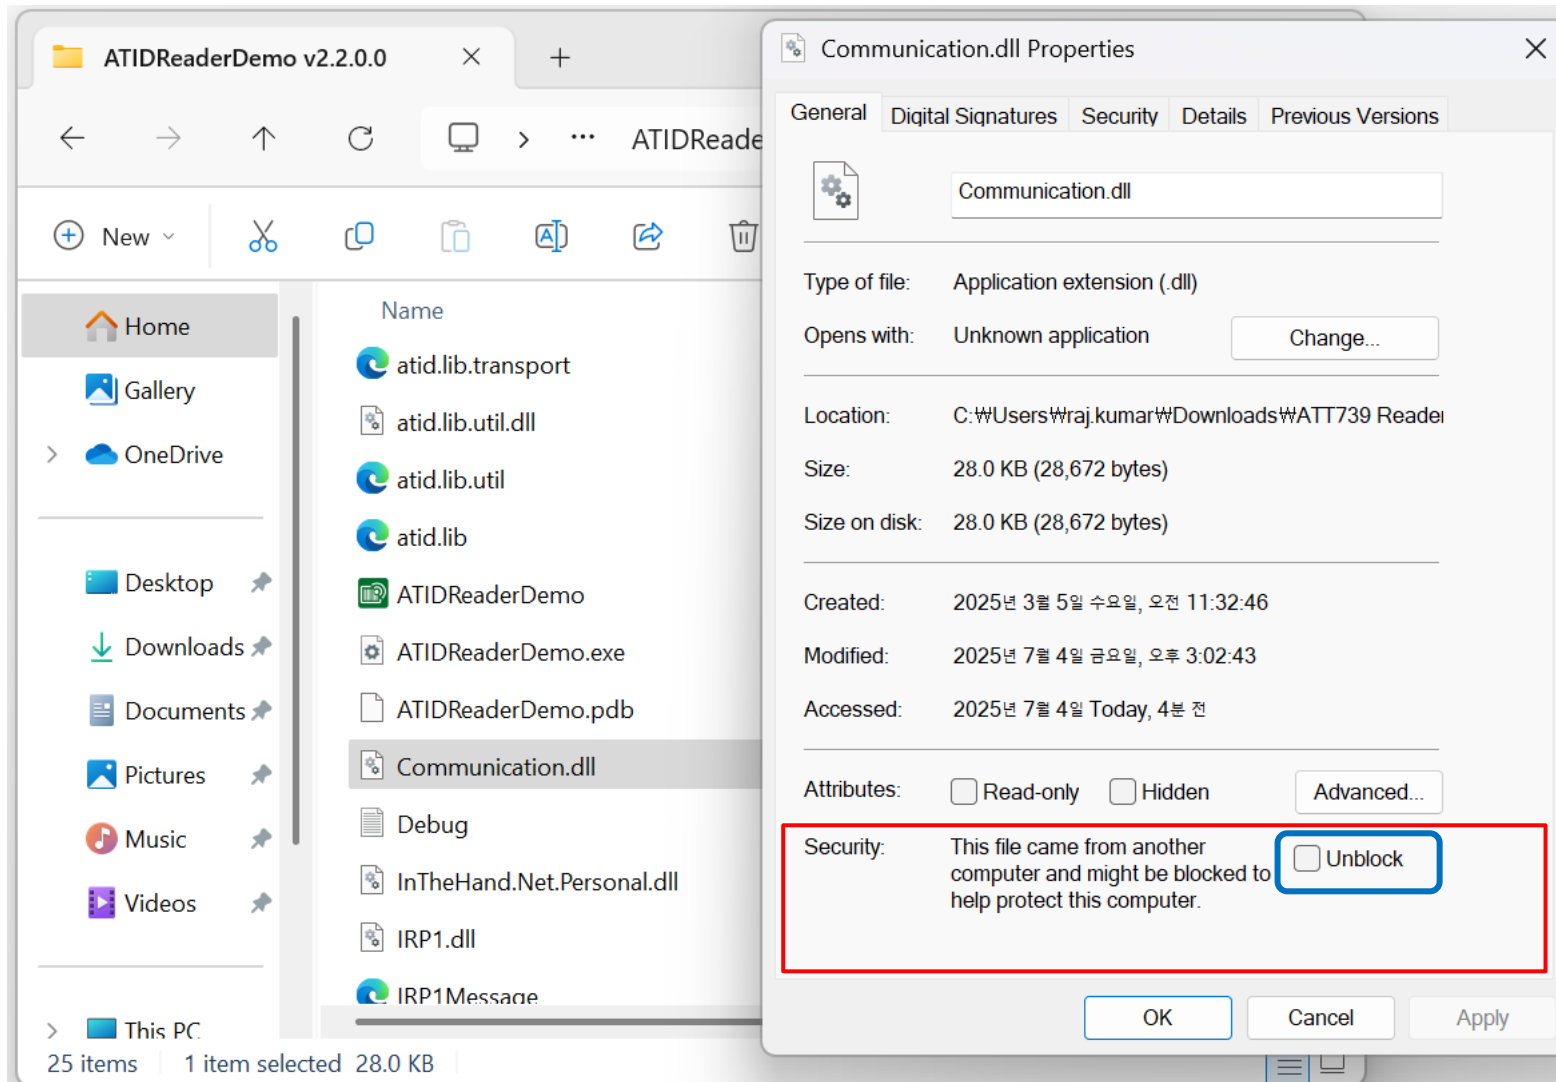 ATIDReaderDemo v2.2.0.0
ATIDReade
New
Home
Gallery
OneDrive
Desktop
Downloads
Documents
Pictures
Music
Videos
This PC
Name
atid.lib.transport
atid.lib.util.dll
atid.lib.util
atid.lib
ATIDReaderDemo
ATIDReaderDemo.exe
ATIDReaderDemo.pdb
Communication.dll
Debug
InTheHand.Net.Personal.dll
IRP1.dll
IRP1Message
25 items 1 item selected 28.0 KB
Communication.dll Properties
General Digital Signatures Security Details Previous Versions
Communication.dll
Type of file: Application extension (.dll)
Opens with: Unknown application Change...
Location: C:₩Users₩raj.kumar₩Downloads₩ATT739 Reader
Size: 28.0 KB (28,672 bytes)
Size on disk: 28.0 KB (28,672 bytes)
Created: 2025년 3월 5일 수요일, 오전 11:32:46
Modified: 2025년 7월 4일 금요일, 오후 3:02:43
Accessed: 2025년 7월 4일 Today, 4분 전
Attributes: Read-only Hidden Advanced...
Security: This file came from another
computer and might be blocked to
help protect this computer.
Unblock
OK Cancel Apply